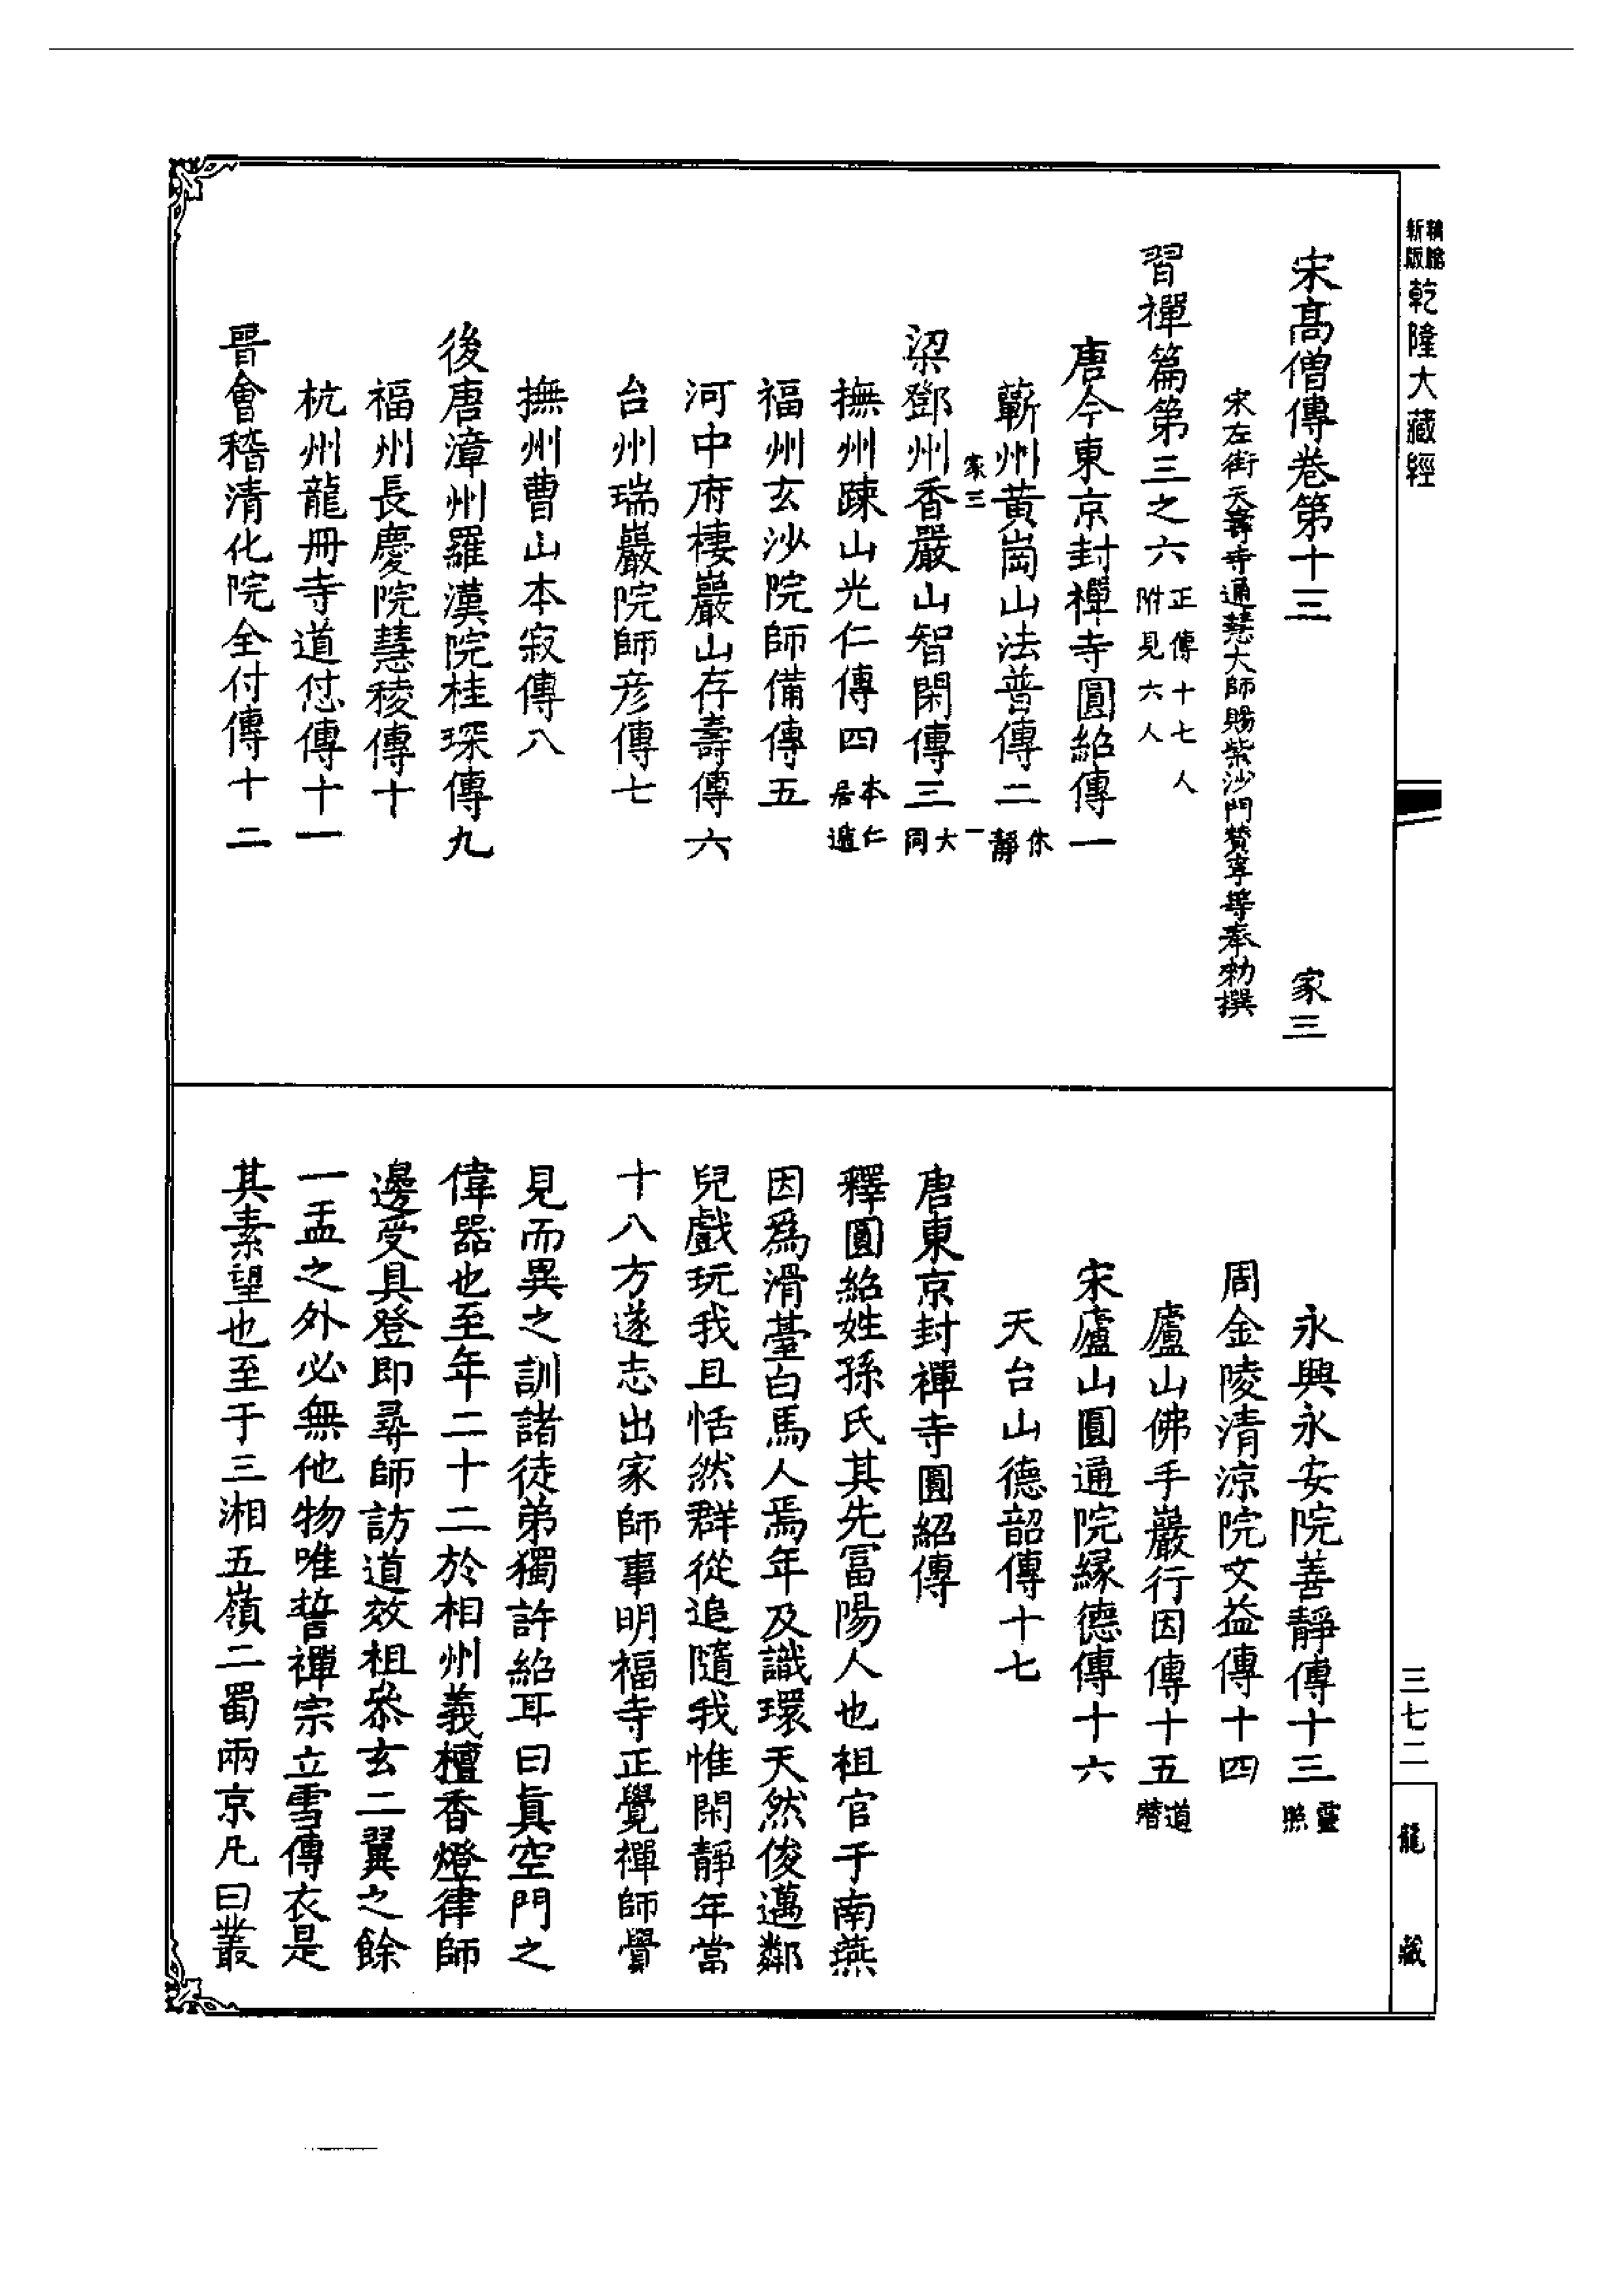 新編
版縮
乾隆大藏經
宋高僧傳卷第十三 家三
宋左街天壽寺通慧大師賜紫沙門贊寧等奉勅撰
習禪篇第三之六 正傳十七人 附見六人
唐今東京封禪寺圓紹傳一
蘄州黃崗山法普傳二 休靜
家三 一
梁鄧州香嚴山智閑傳三 大同
撫州踈山光仁傳四 本仁 居遁
福州玄沙院師備傳五
河中府棲巖山存壽傳六
台州瑞巖院師彦傳七
撫州曹山本寂傳八
後唐漳州羅漢院桂琛傳九
福州長慶院慧稜傳十
杭州龍冊寺道怤傳十一
晉會稽清化院全付傳十二
永興永安院善靜傳十三 靈照
周金陵清涼院文益傳十四
廬山佛手巖行因傳十五 道潛
宋廬山圓通院緣德傳十六
天台山德韶傳十七
唐東京封禪寺圓紹傳
釋圓紹姓孫氏其先富陽人也祖官于南燕
因爲滑臺白馬人焉年及識環天然俊邁鄰
兒戲玩我且恬然群從追隨我惟閑靜年當
十八方遂志出家師事明福寺正覺禪師覺
見而異之訓諸徒弟獨許紹耳曰眞空門之
偉器也至年二十二於相州義檀香燈律師
邊受具登即尋師訪道效祖叅玄二翼之餘
一盂之外必無他物唯誓禪宗立雪傳衣是
其素望也至于三湘五嶺二蜀兩京凡曰叢
三七二
龍藏